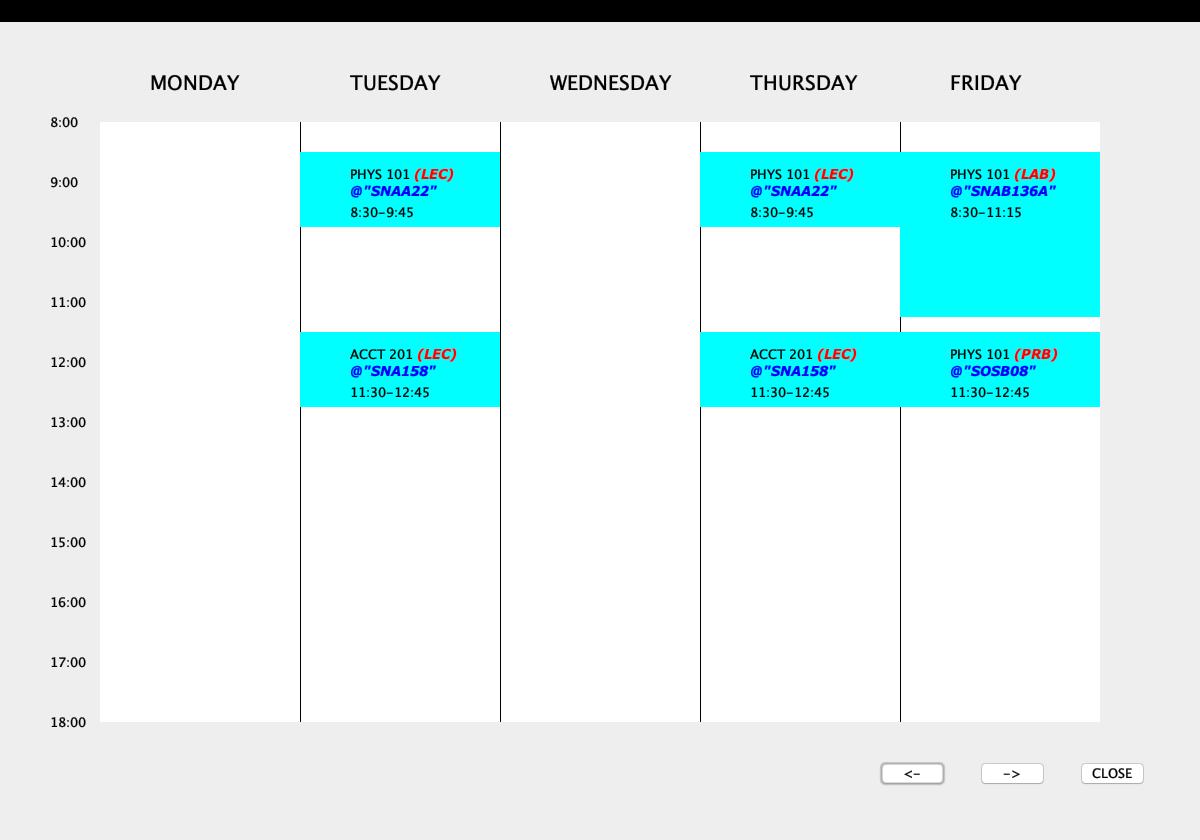 MONDAY TUESDAY WEDNESDAY THURSDAY FRIDAY
8:00
PHYS 101 (LEC) PHYS 101 (LEC) PHYS 101 (LAB)
9:00
@"SNAA22" @"SNAA22" @"SNAB136A"
8:30-9:45 8:30-9:45 8:30-11:15
10:00
11:00
ACCT 201 (LEC) ACCT 201 (LEC) PHYS 101 (PRB)
12:00
@"SNA158" @"SNA158" @"SOSB08"
11:30-12:45 11:30-12:45 11:30-12:45
13:00
14:00
15:00
16:00
17:00
18:00
<- -> CLOSE